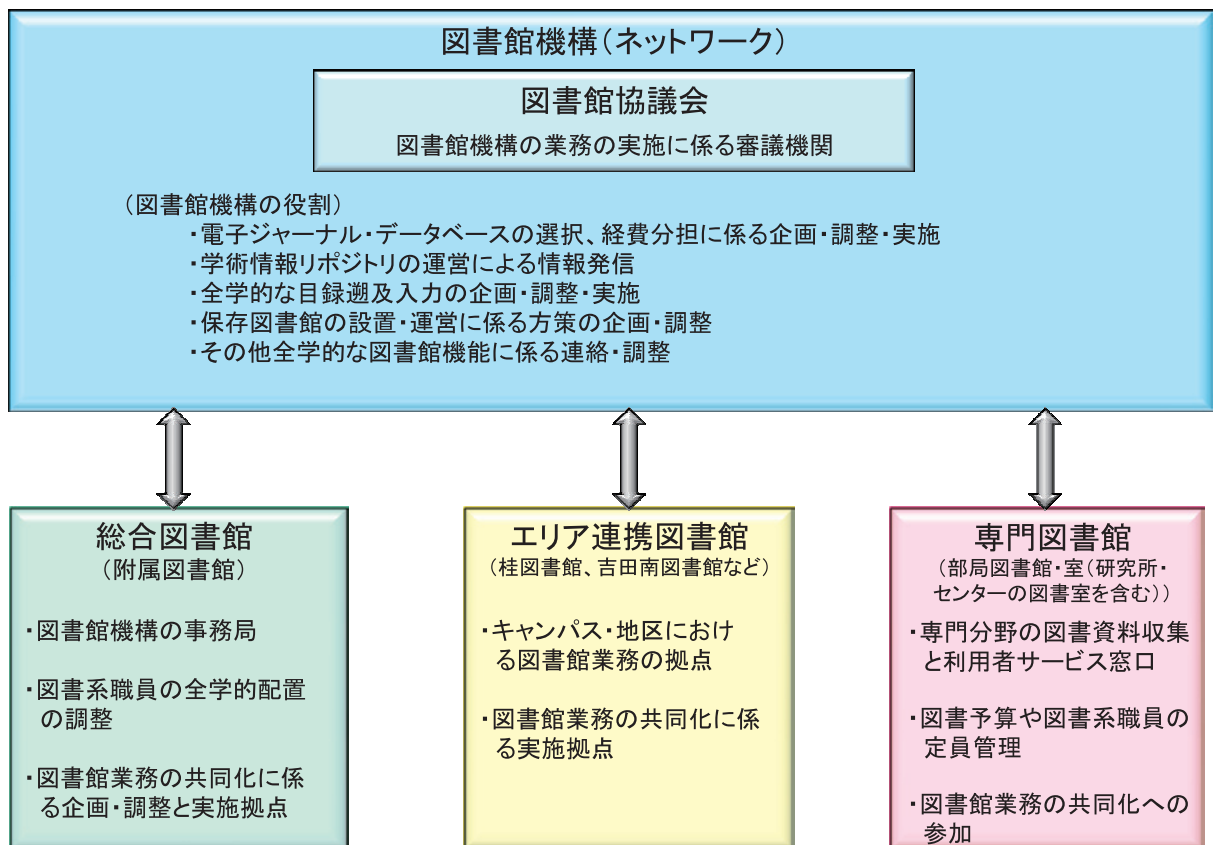 図書館機構（ネットワーク）
図書館協議会
図書館機構の業務の実施に係る審議機関
（図書館機構の役割）
・電子ジャーナル・データベースの選択、経費分担に係る企画・調整・実施
・学術情報リポジトリの運営による情報発信
・全学的な目録遡及入力の企画・調整・実施
・保存図書館の設置・運営に係る方策の企画・調整
・その他全学的な図書館機能に係る連絡・調整
総合図書館
（附属図書館）
・図書館機構の事務局
・図書系職員の全学的配置
の調整
・図書館業務の共同化に係
る企画・調整と実施拠点
エリア連携図書館
（桂図書館、吉田南図書館など）
・キャンパス・地区におけ
る図書館業務の拠点
・図書館業務の共同化に係
る実施拠点
専門図書館
（部局図書館・室（研究所・
センターの図書室を含む））
・専門分野の図書資料収集
と利用者サービス窓口
・図書予算や図書系職員の
定員管理
・図書館業務の共同化への
参加